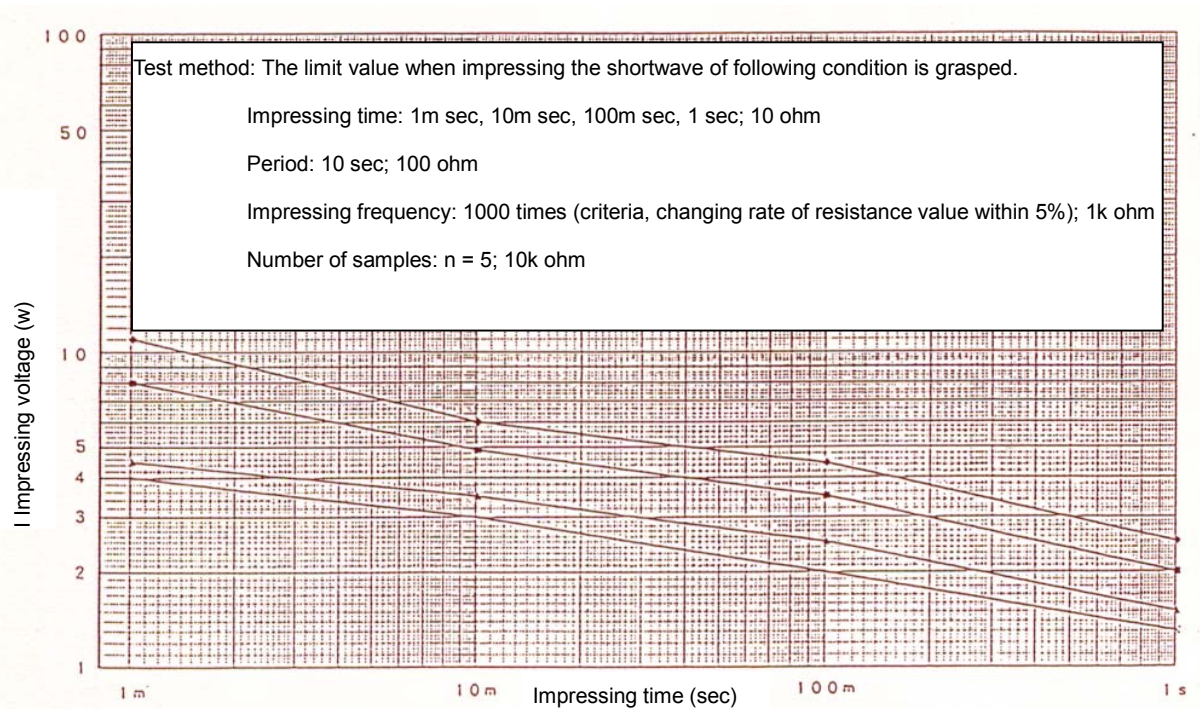 100
Test method: The limit value when impressing the shortwave of following condition is grasped.
Impressing time: 1m sec, 10m sec, 100m sec, 1 sec; 10 ohm
50
Period: 10 sec; 100 ohm
Impressing frequency: 1000 times (criteria, changing rate of resistance value within 5%); 1k ohm
Number of samples: n = 5; 10k ohm
I Impressing voltage (w)
10
5
4
3
2
1
1m
10m
100m
1s
Impressing time (sec)